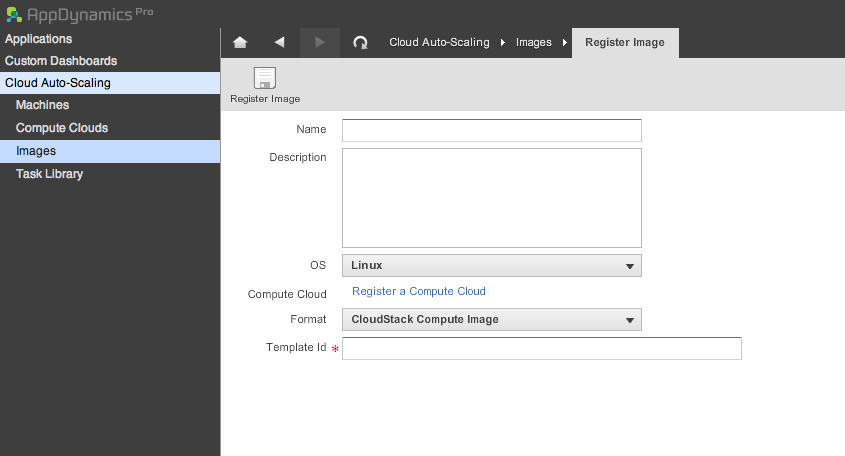 AppDynamics Pro
Applications
Custom Dashboards
Cloud Auto-Scaling
Machines
Compute Clouds
Images
Task Library
Cloud Auto-Scaling Images Register Image
Register Image
Name
Description
OS Linux
Compute Cloud Register a Compute Cloud
Format CloudStack Compute Image
Template Id *